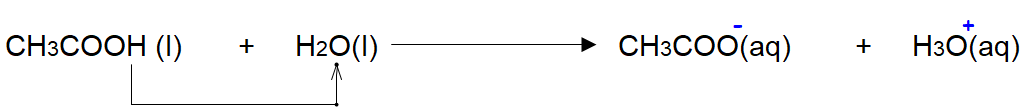 CH3COOH (l) + H2O(l) CH3COO-(aq) + H3O+(aq)